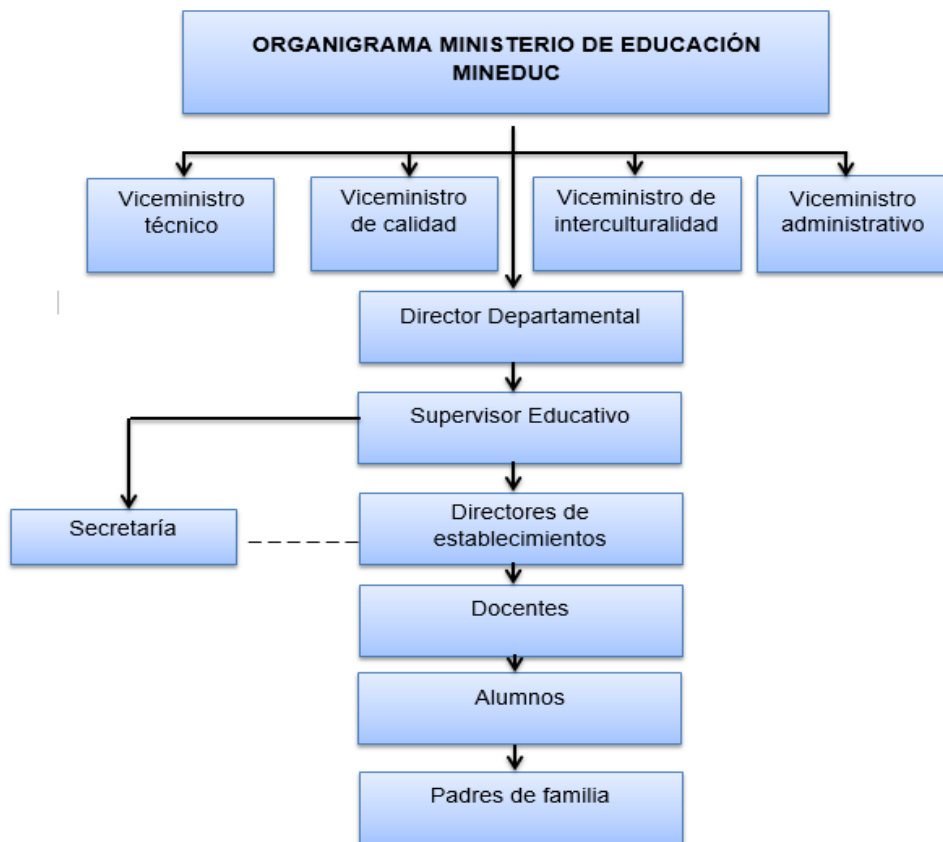 ORGANIGRAMA MINISTERIO DE EDUCACIÓN
MINEDUC
Viceministro
técnico
Viceministro
de calidad
Viceministro de
interculturalidad
Viceministro
administrativo
Director Departamental
Supervisor Educativo
Secretaría
Directores de
establecimientos
Docentes
Alumnos
Padres de familia